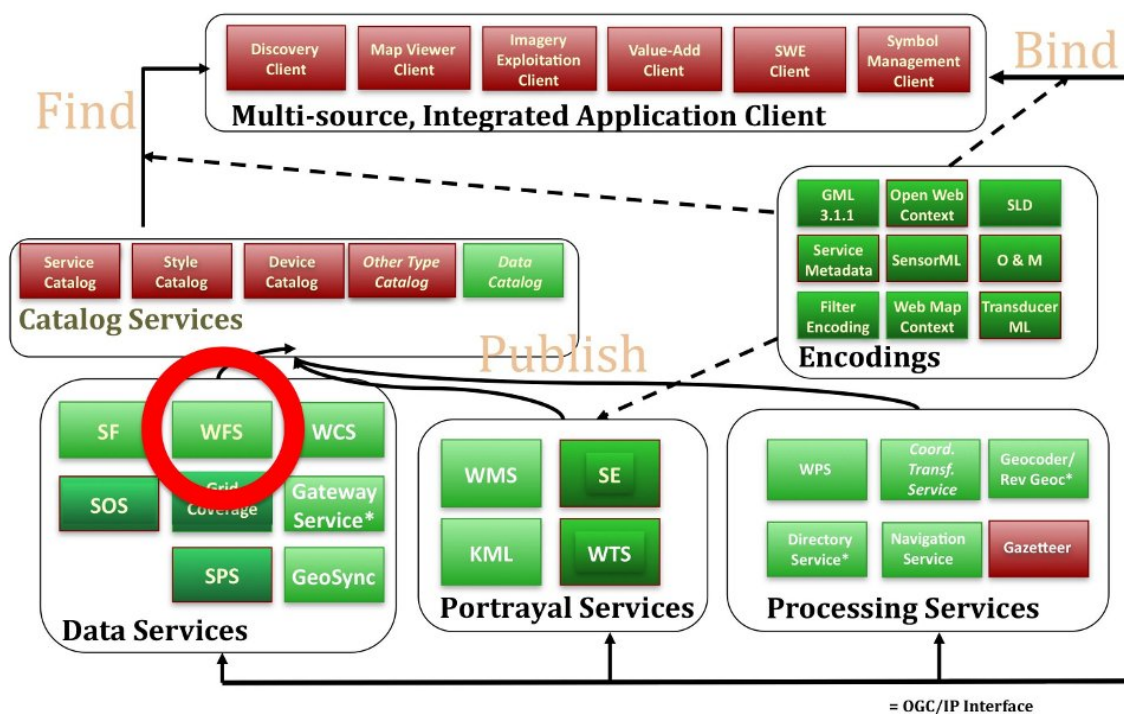 Discovery
Client
Map Viewer
Client
Imagery
Exploitation
Client
Value-Add
Client
SWE
Client
Symbol
Management
Client
Multi-source, Integrated Application Client
Find
Bind
GML
3.1.1
Open Web
Context
SLD
Service
Metadata
SensorML
O & M
Filter
Encoding
Web Map
Context
Transducer
ML
Encodings
Service
Catalog
Style
Catalog
Device
Catalog
Other Type
Catalog
Data
Catalog
Catalog Services
Publish
SF
WFS
WCS
SOS
Grid
Coverage
Gateway
Service*
SPS
GeoSync
Data Services
WMS
SE
KML
WTS
Portrayal Services
WPS
Coord.
Transf.
Service
Geocoder/
Rev Geoc*
Directory
Service*
Navigation
Service
Gazetteer
Processing Services
= OGC/IP Interface